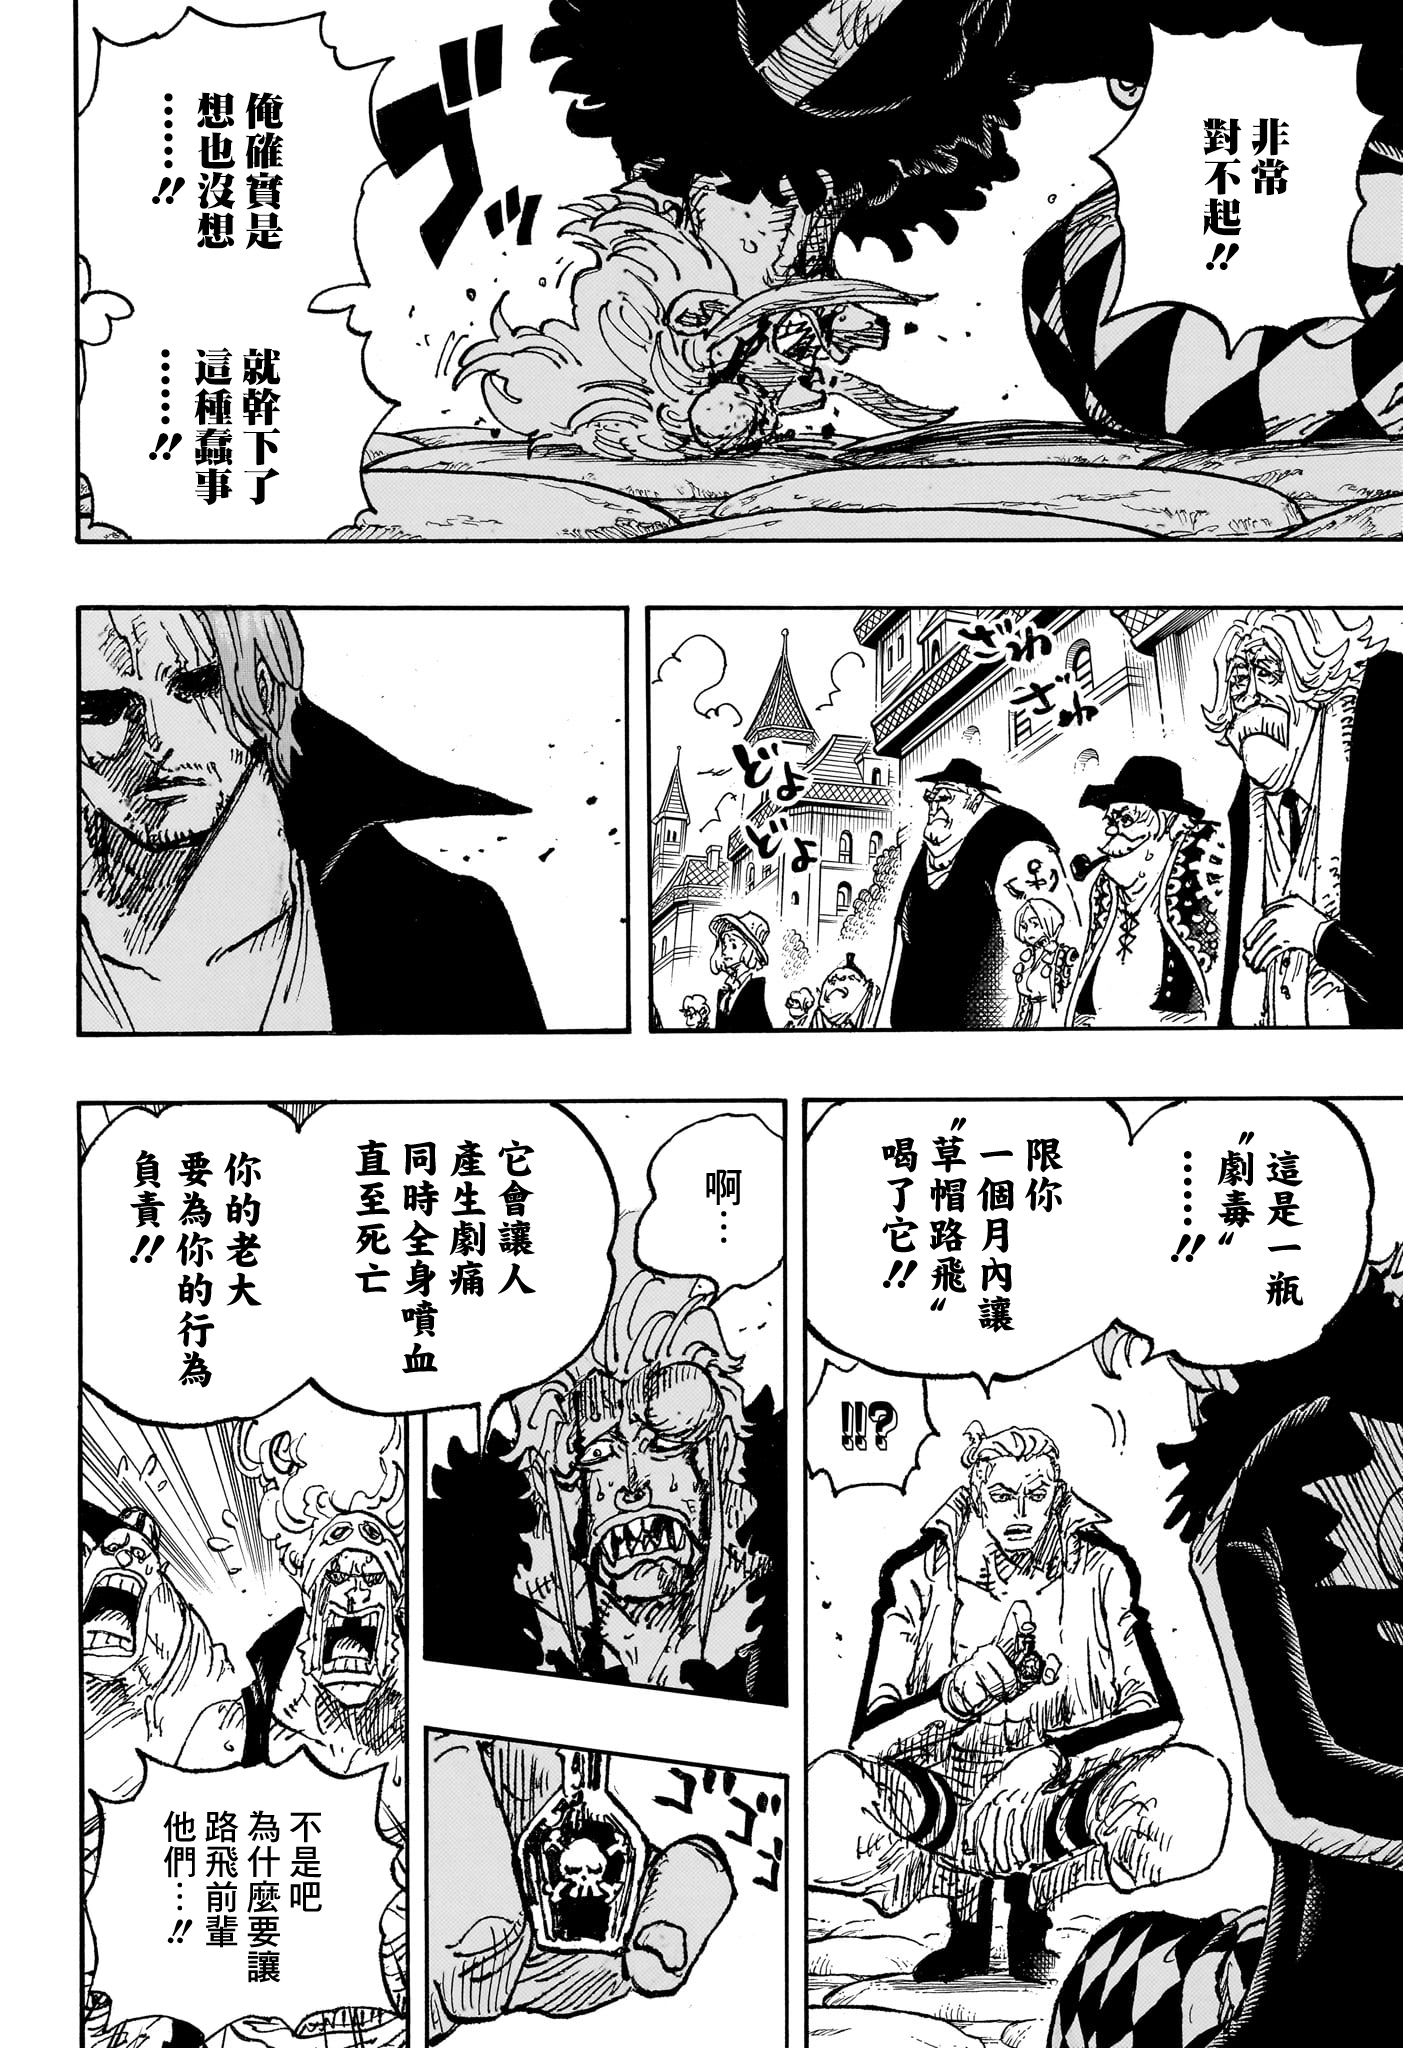 非常
對不起!!
ゴ
俺確實是
想也沒想
……!!
就幹下了
這種蠢事
……!!
ざわ
ざわ
どよ
どよ
這是一瓶
〝劇毒〟
……!!
限你
一個月內讓
〝草帽路飛〟
喝了它!!
!!?
啊…
它會讓人
產生劇痛
同時全身噴血
直至死亡
你的老大
要為你的行為
負責!!
ゴゴゴ
不是吧
為什麼要讓
路飛前輩
他們…!!